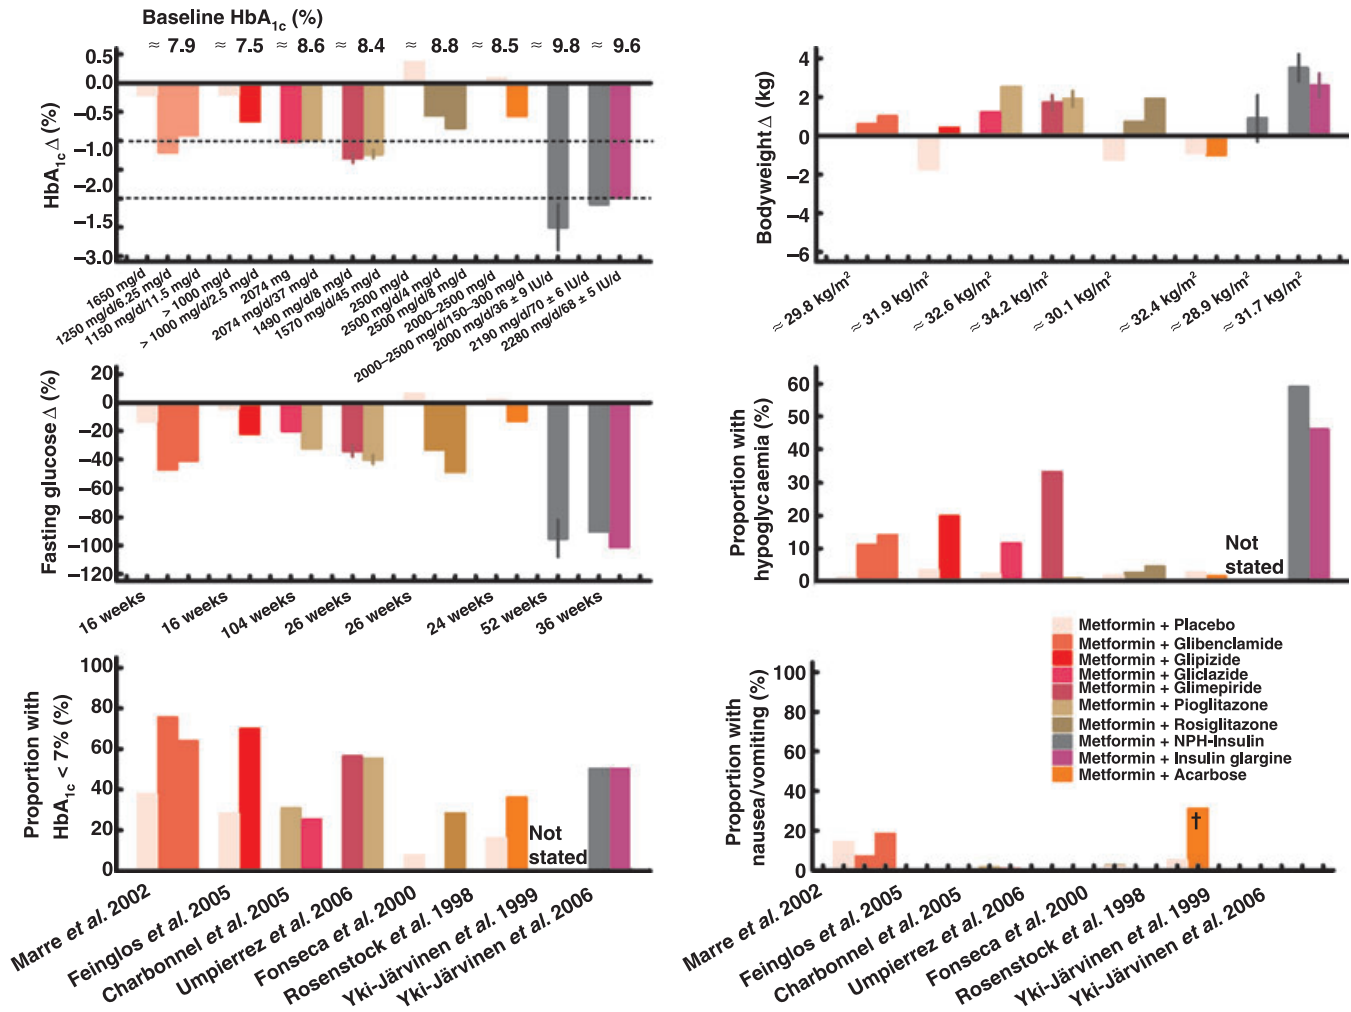 Baseline HbA1c (%)
≈ 7.9 ≈ 7.5 ≈ 8.6 ≈ 8.4 ≈ 8.8 ≈ 8.5 ≈ 9.8 ≈ 9.6
HbA1c Δ (%)
0.5
0.0
–0.5
–1.0
–2.0
–1.5
–3.0
1650 mg/d
1250 mg/d/6.25 mg/d
1150 mg/d/11.5 mg/d
> 1000 mg/d
> 1000 mg/d/2.5 mg/d
2074 mg
2074 mg/d/37 mg/d
1490 mg/d/8 mg/d
1570 mg/d/45 mg/d
2500 mg/d
2500 mg/d/4 mg/d
2500 mg/d/8 mg/d
2000–2500 mg/d
2000–2500 mg/d/150–300 mg/d
2000 mg/d/36 ± 9 IU/d
2190 mg/d/70 ± 6 IU/d
2280 mg/d/68 ± 5 IU/d
Bodyweight Δ (kg)
4
2
0
–2
–4
–6
≈ 29.8 kg/m²
≈ 31.9 kg/m²
≈ 32.6 kg/m²
≈ 34.2 kg/m²
≈ 30.1 kg/m²
≈ 32.4 kg/m²
≈ 28.9 kg/m²
≈ 31.7 kg/m²
Fasting glucose Δ (%)
20
0
–20
–40
–60
–80
–100
–120
16 weeks
16 weeks
104 weeks
26 weeks
26 weeks
24 weeks
52 weeks
36 weeks
Proportion with
hypoglycaemia (%)
60
50
40
30
20
10
0
Not
stated
Proportion with
HbA1c < 7% (%)
100
80
60
40
20
0
Not
stated
Marre et al. 2002
Feinglos et al. 2005
Charbonnel et al. 2005
Umpierrez et al. 2006
Fonseca et al. 2000
Rosenstock et al. 1998
Yki-Järvinen et al. 1999
Yki-Järvinen et al. 2006
Metformin + Placebo
Metformin + Glibenclamide
Metformin + Glipizide
Metformin + Gliclazide
Metformin + Glimepiride
Metformin + Pioglitazone
Metformin + Rosiglitazone
Metformin + NPH-Insulin
Metformin + Insulin glargine
Metformin + Acarbose
Proportion with
nausea/vomiting (%)
100
80
60
40
20
0
†
Marre et al. 2002
Feinglos et al. 2005
Charbonnel et al. 2005
Umpierrez et al. 2006
Fonseca et al. 2000
Rosenstock et al. 1998
Yki-Järvinen et al. 1999
Yki-Järvinen et al. 2006